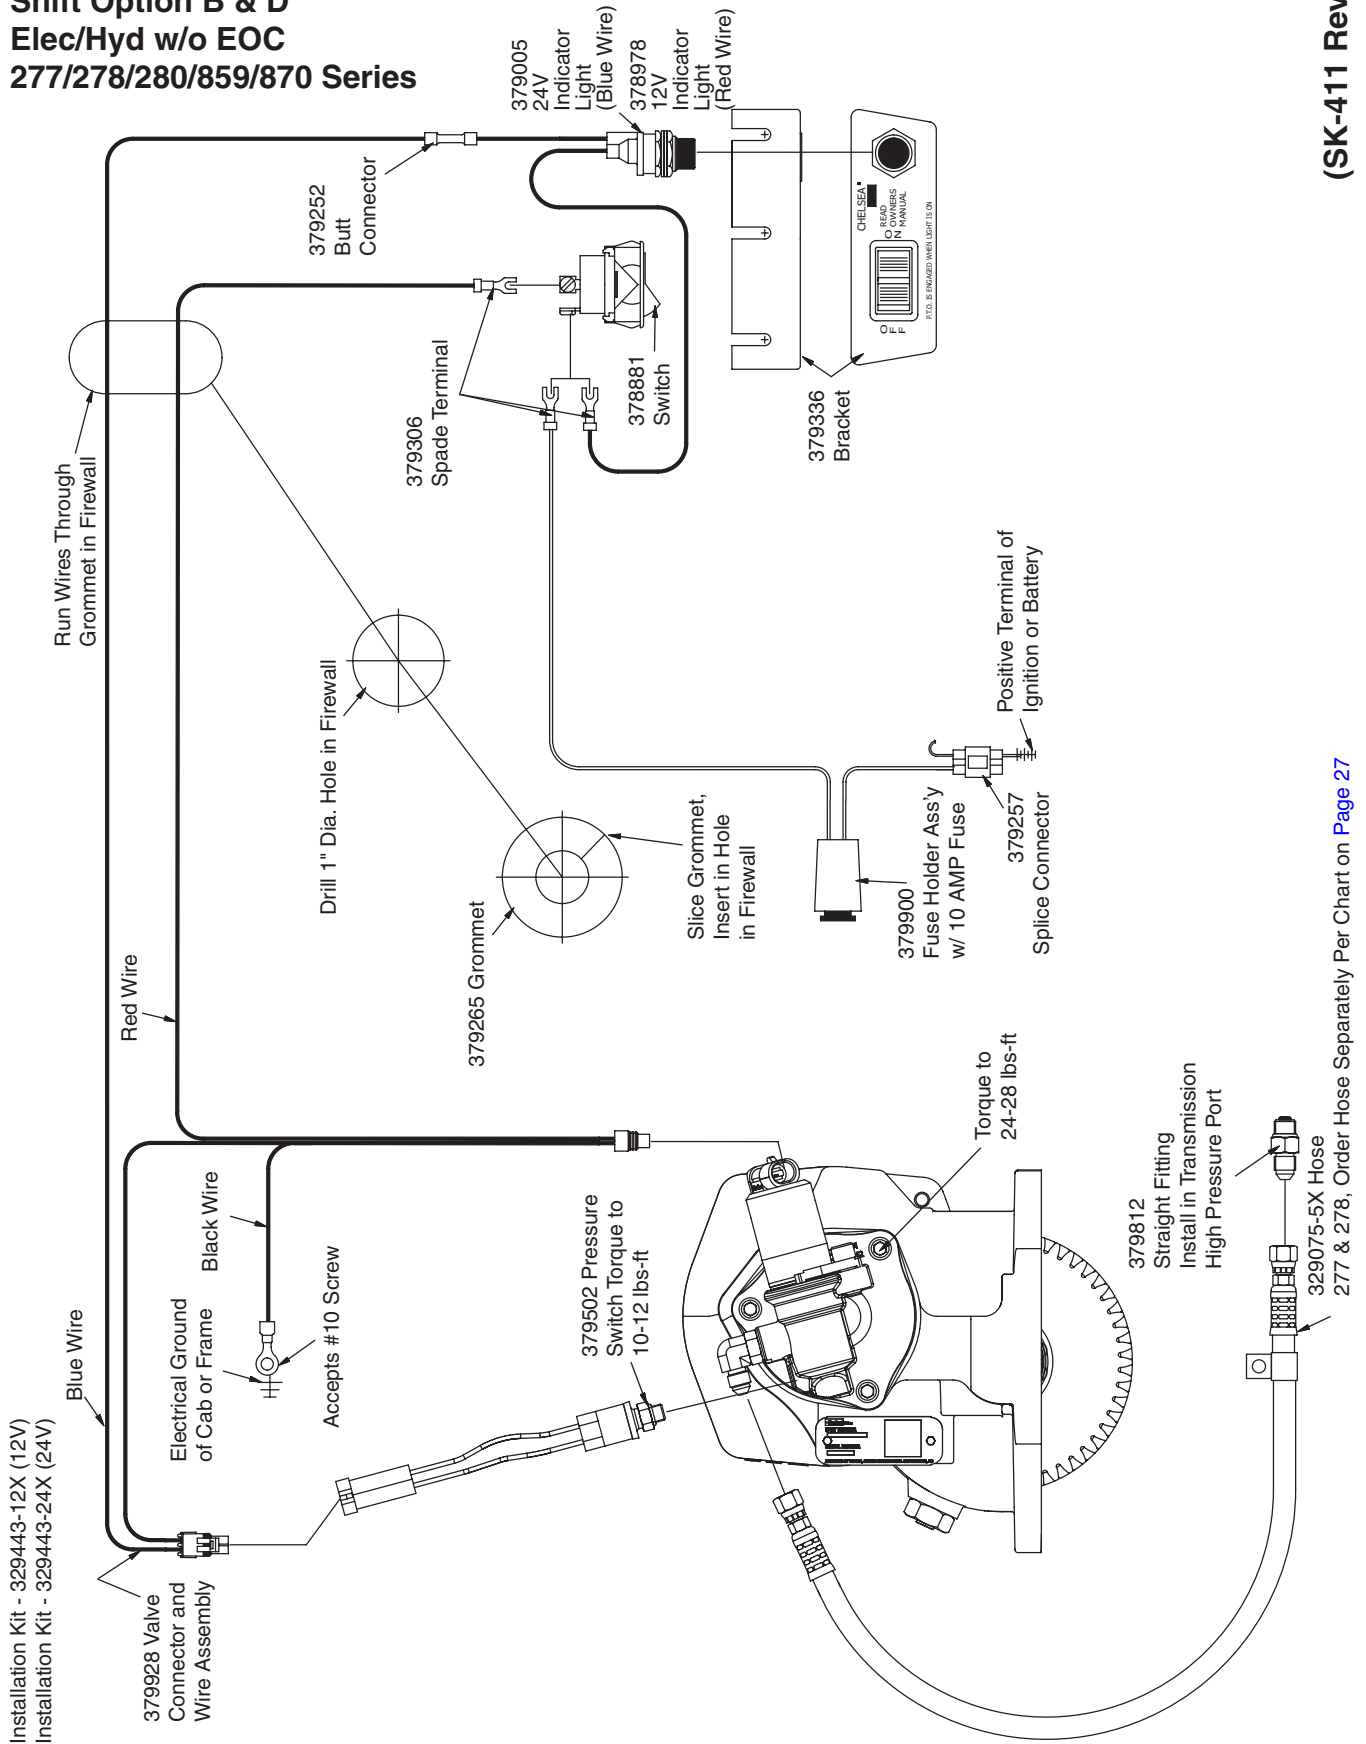 Shift Option B & D
Elec/Hyd w/o EOC
277/278/280/859/870 Series
Installation Kit - 329443-12X (12V)
Installation Kit - 329443-24X (24V)
379005
24V
Indicator
Light
(Blue Wire)
378978
12V
Indicator
Light
(Red Wire)
379252
Butt
Connector
Run Wires Through
Grommet in Firewall
379306
Spade Terminal
378881
Switch
379336
Bracket
CHELSEA
READ
OWNERS
MANUAL
ON
OFF
P.T.O. IS ENGAGED WHEN LIGHT IS ON
Drill 1" Dia. Hole in Firewall
379265 Grommet
Slice Grommet,
Insert in Hole
in Firewall
Positive Terminal of
Ignition or Battery
379257
Splice Connector
379900
Fuse Holder Ass'y
w/ 10 AMP Fuse
Red Wire
Blue Wire
Black Wire
Electrical Ground
of Cab or Frame
Accepts #10 Screw
379928 Valve
Connector and
Wire Assembly
379502 Pressure
Switch Torque to
10-12 lbs-ft
Torque to
24-28 lbs-ft
379812
Straight Fitting
Install in Transmission
High Pressure Port
329075-5X Hose
277 & 278, Order Hose Separately Per Chart on Page 27
(SK-411 Rev